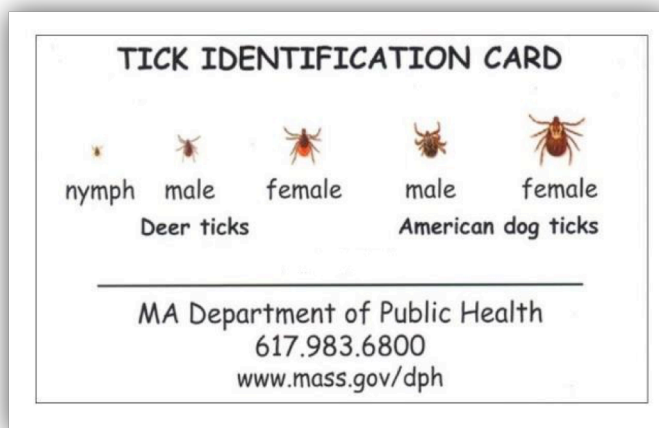 TICK IDENTIFICATION CARD
nymph male female male female
Deer ticks American dog ticks
MA Department of Public Health
617.983.6800
www.mass.gov/dph